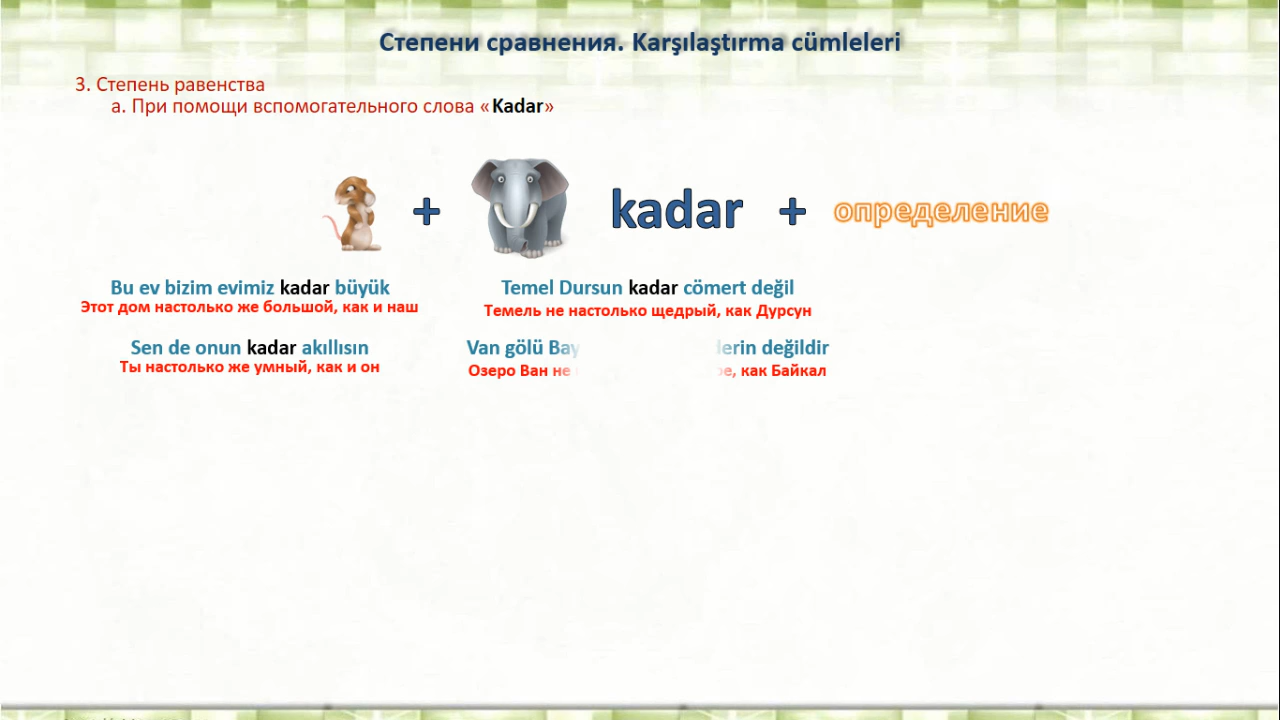 Степени сравнения. Karşılaştırma cümleleri
3. Степень равенства
а. При помощи вспомогательного слова «Kadar»
+ kadar + определение
Bu ev bizim evimiz kadar büyük
Этот дом настолько же большой, как и наш
Temel Dursun kadar cömert değil
Темель не настолько щедрый, как Дурсун
Sen de onun kadar akıllısın
Ты настолько же умный, как и он
Van gölü değildir
Озеро Ван не как Байкал